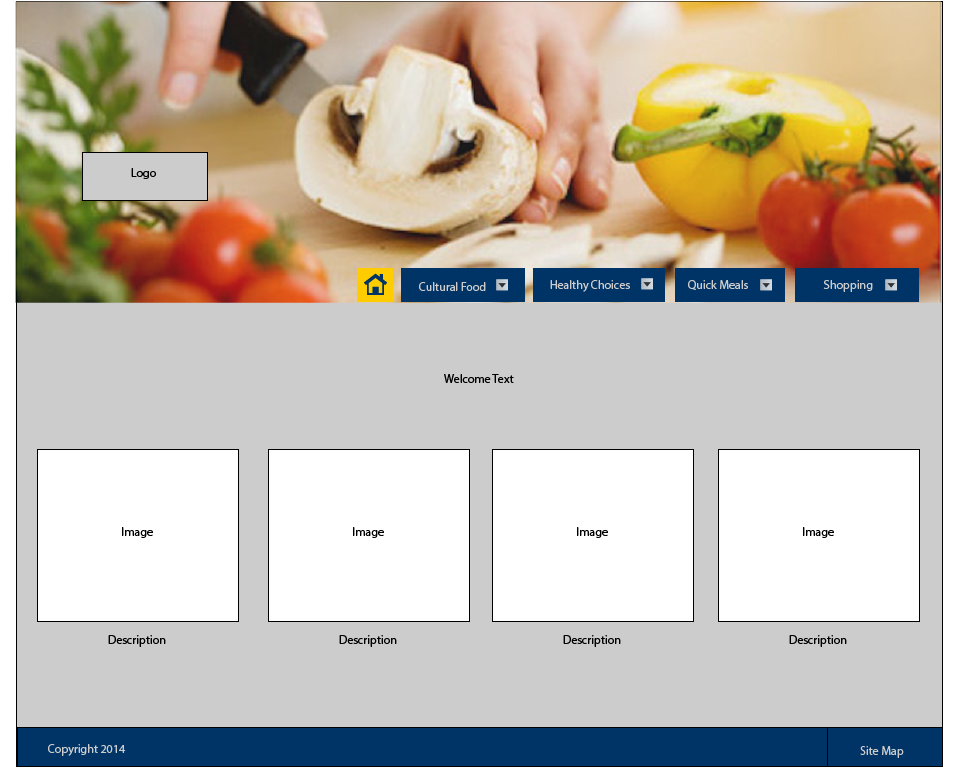 Logo
Cultural Food
Healthy Choices
Quick Meals
Shopping
Welcome Text
Image
Image
Image
Image
Description
Description
Description
Description
Copyright 2014
Site Map